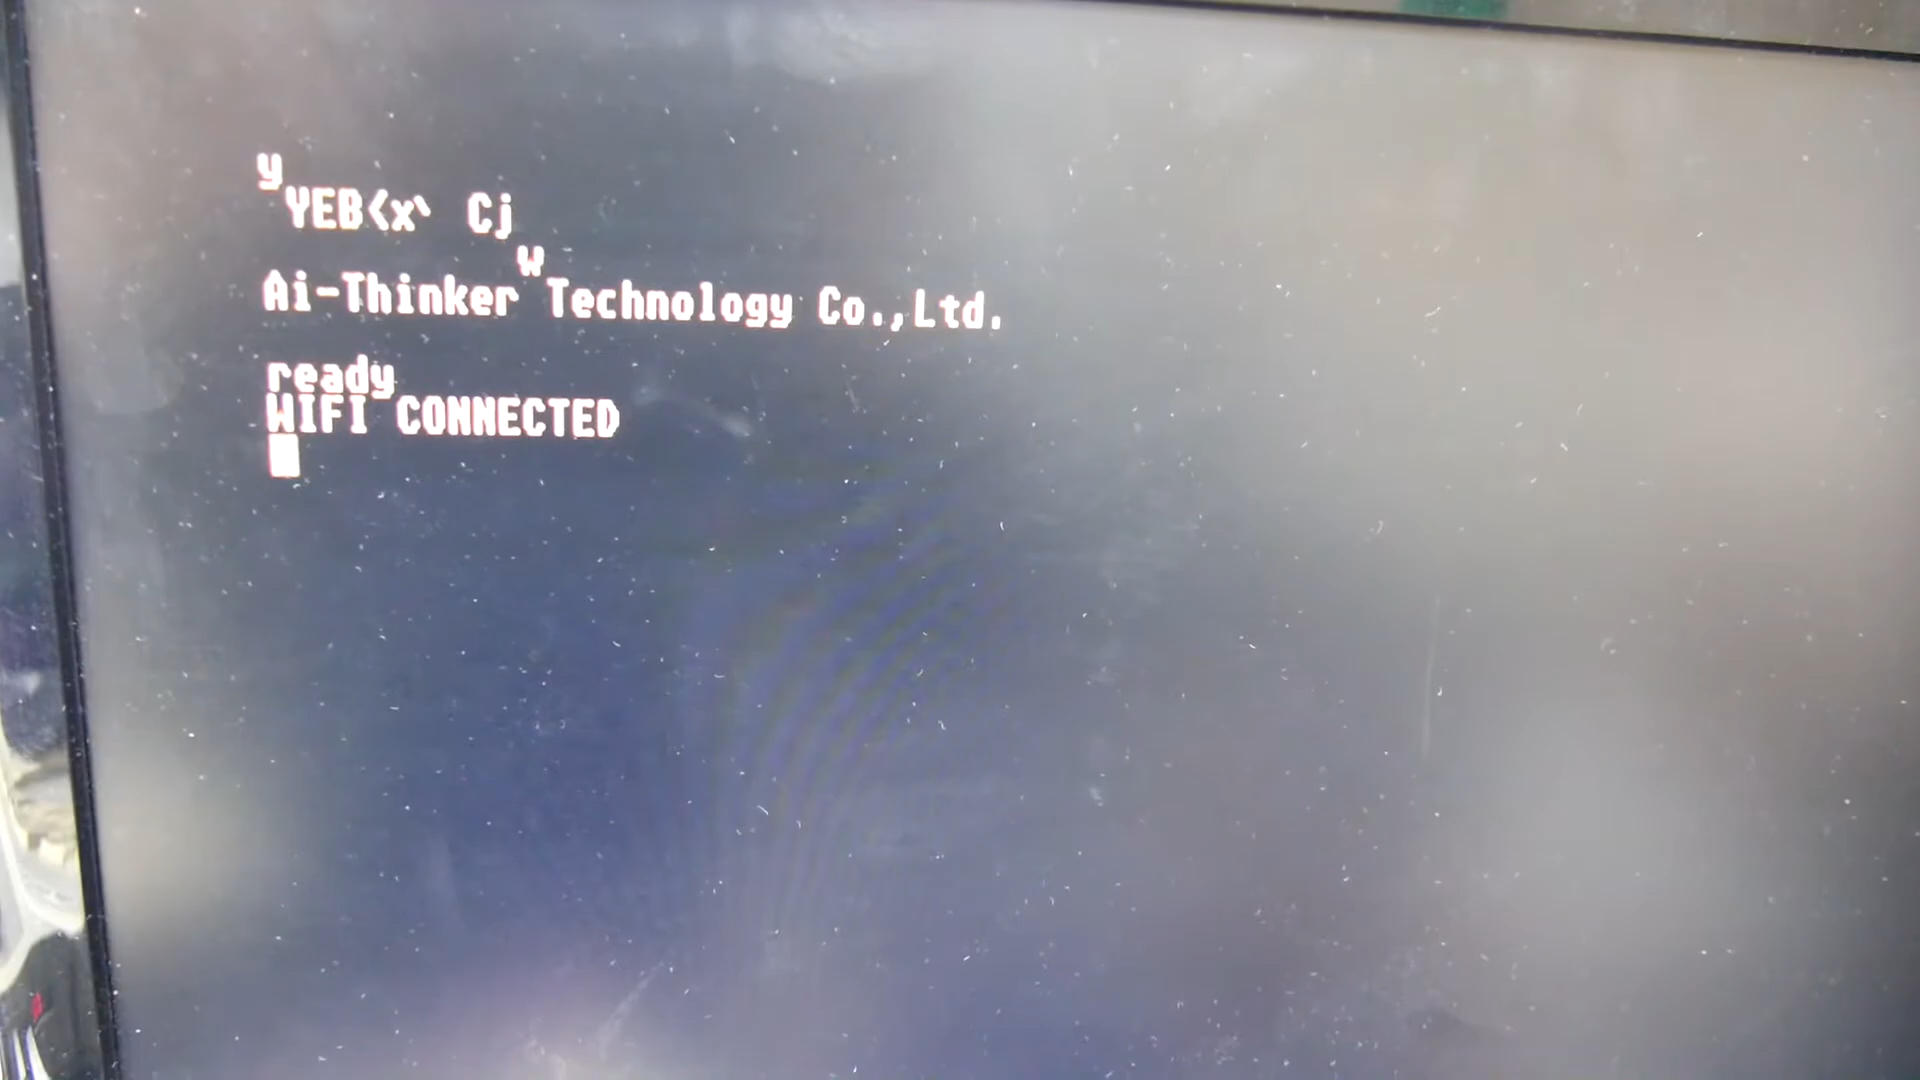 y
YEB<x` Cj
w
Ai-Thinker Technology Co.,Ltd.
ready
WIFI CONNECTED